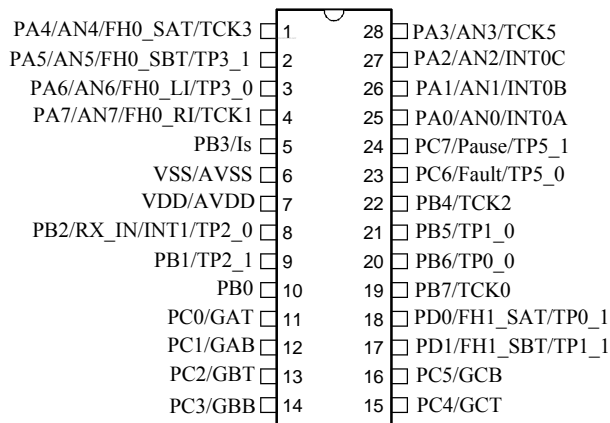 PA4/AN4/FH0_SAT/TCK3 1 28 PA3/AN3/TCK5
PA5/AN5/FH0_SBT/TP3_1 2 27 PA2/AN2/INT0C
PA6/AN6/FH0_LI/TP3_0 3 26 PA1/AN1/INT0B
PA7/AN7/FH0_RI/TCK1 4 25 PA0/AN0/INT0A
PB3/Is 5 24 PC7/Pause/TP5_1
VSS/AVSS 6 23 PC6/Fault/TP5_0
VDD/AVDD 7 22 PB4/TCK2
PB2/RX_IN/INT1/TP2_0 8 21 PB5/TP1_0
PB1/TP2_1 9 20 PB6/TP0_0
PB0 10 19 PB7/TCK0
PC0/GAT 11 18 PD0/FH1_SAT/TP0_1
PC1/GAB 12 17 PD1/FH1_SBT/TP1_1
PC2/GBT 13 16 PC5/GCB
PC3/GBB 14 15 PC4/GCT